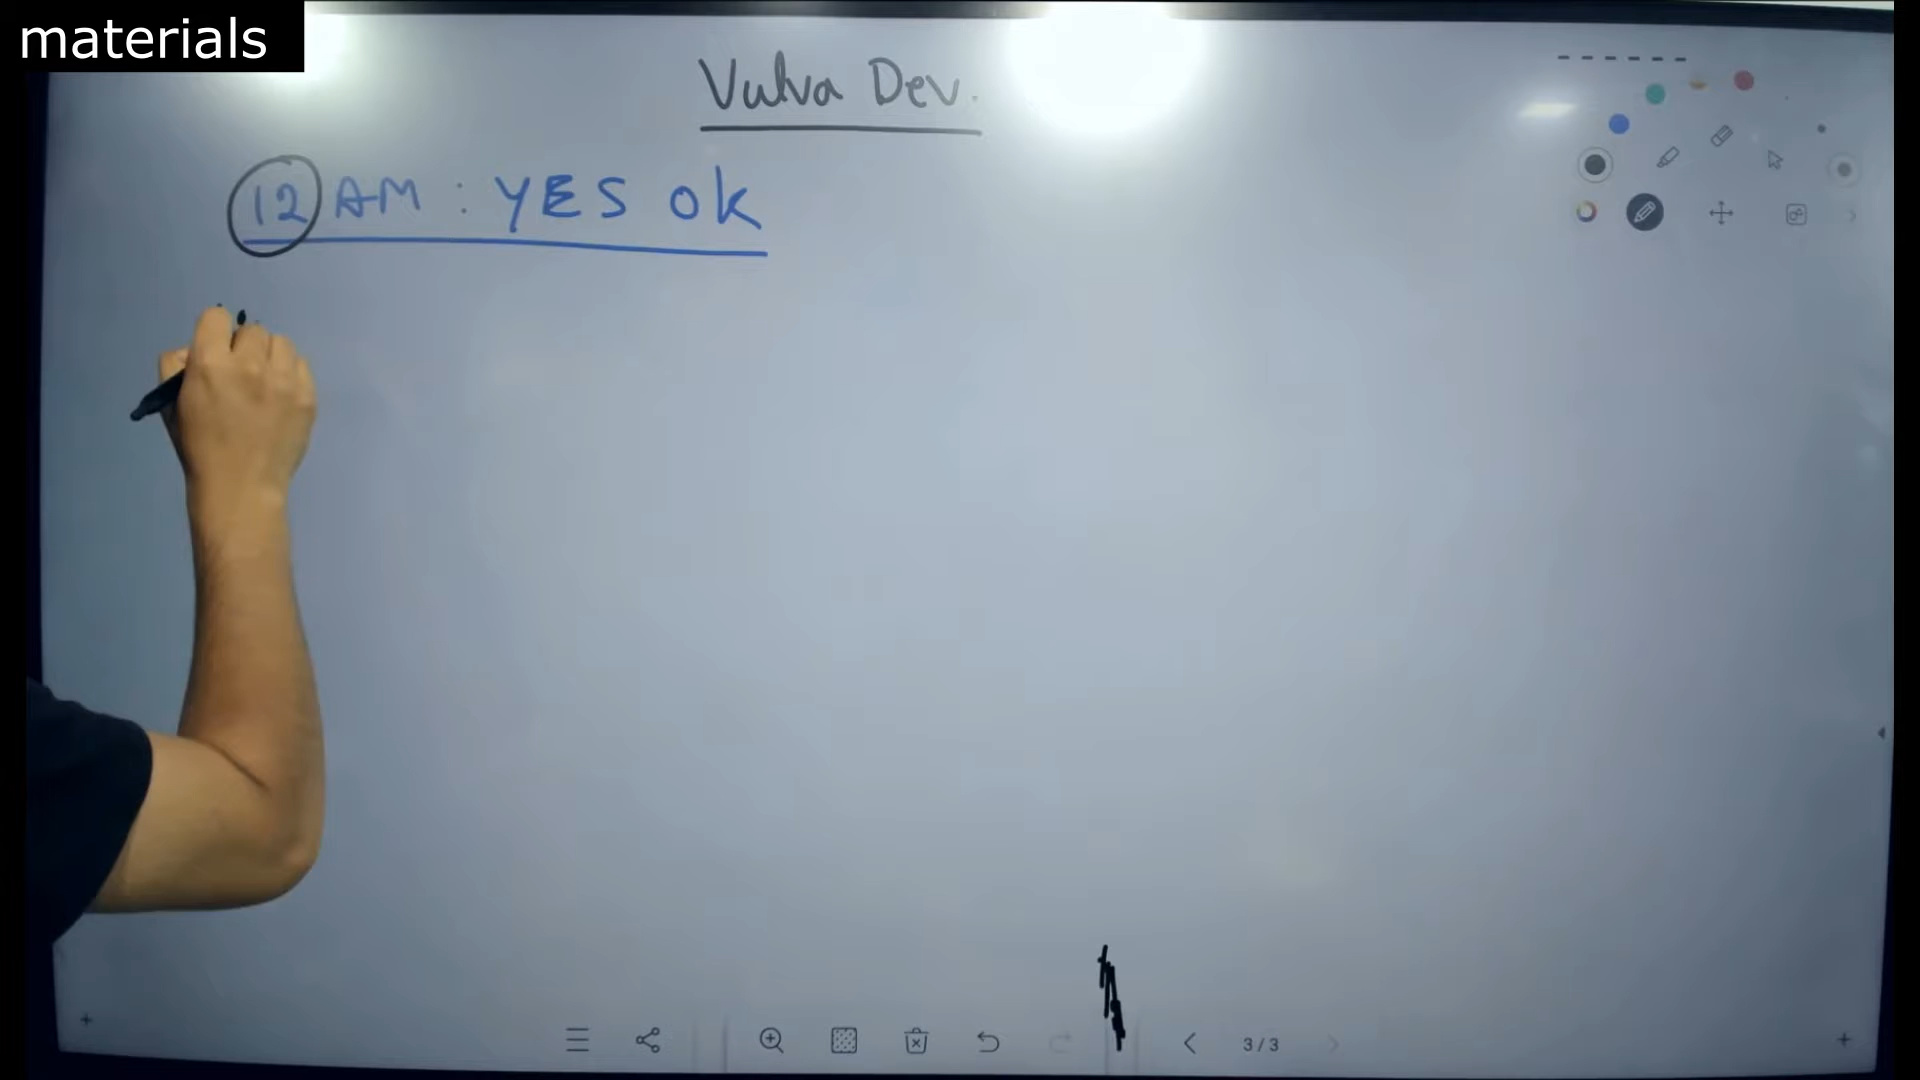 materials
Vulva Dev.
12 AM : YES OK
3/3